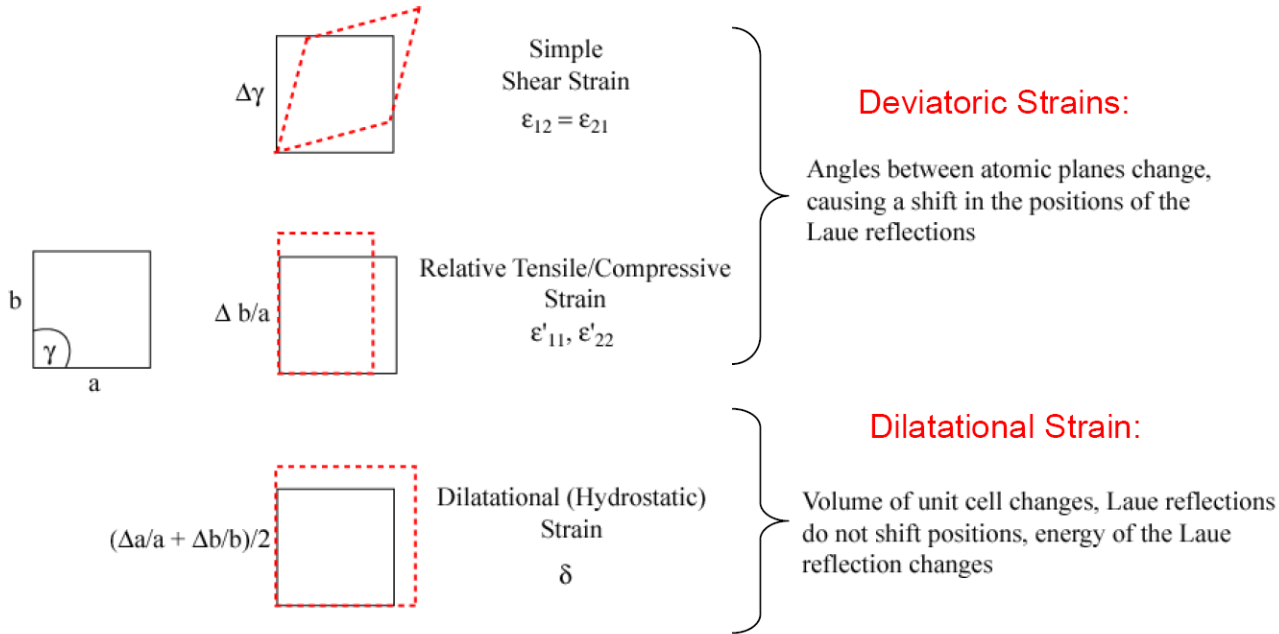 Simple
Shear Strain
ε12 = ε21
Δγ
Deviatoric Strains:
Angles between atomic planes change,
causing a shift in the positions of the
Laue reflections
b
γ
a
Δ b/a
Relative Tensile/Compressive
Strain
ε'11, ε'22
(Δa/a + Δb/b)/2
Dilatational (Hydrostatic)
Strain
δ
Dilatational Strain:
Volume of unit cell changes, Laue reflections
do not shift positions, energy of the Laue
reflection changes